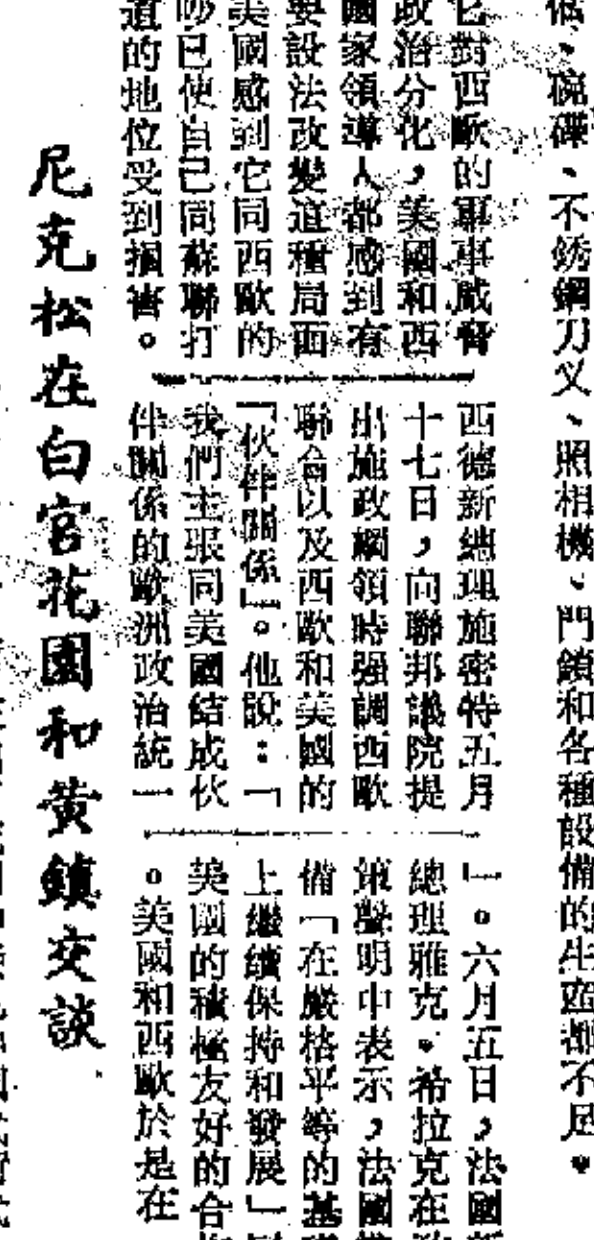 低、碗碟、不銹鋼刀叉、照相機、門鎖和各種設備的生產都不足。
它對西歐的軍事威脅
政治分化,美國和西
國家領導人都感到有
要設法改變這種局面
美國感到它同西歐的
吵已使自己同蘇聯打
道的地位受到損害。
西德新總理施密特五月
十七日,向聯邦議院提
出施政綱領時强調西歐
聯合以及西歐和美國的
「伙伴關係」。他說:「
我們主張同美國結成伙
伴關係的歐洲政治統一
」。六月五日,法國新
總理雅克·希拉克在政
策聲明中表示,法國準
備「在嚴格平等的基礎
上繼續保持和發展」同
美國的積極友好的合作
。美國和西歐於是在
尼克松在白宮花園和黃鎮交談